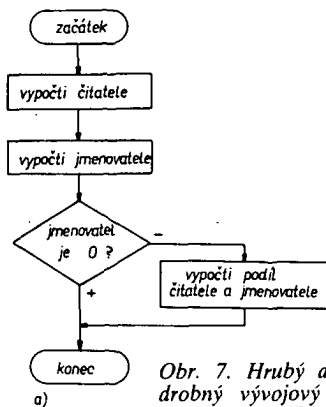 začátek
vypočti čitatele
vypočti jmenovatele
jmenovatel
je 0 ?
–
+
vypočti podíl
čitatele a jmenovatele
konec
a)
Obr. 7. Hrubý a
drobný vývojový